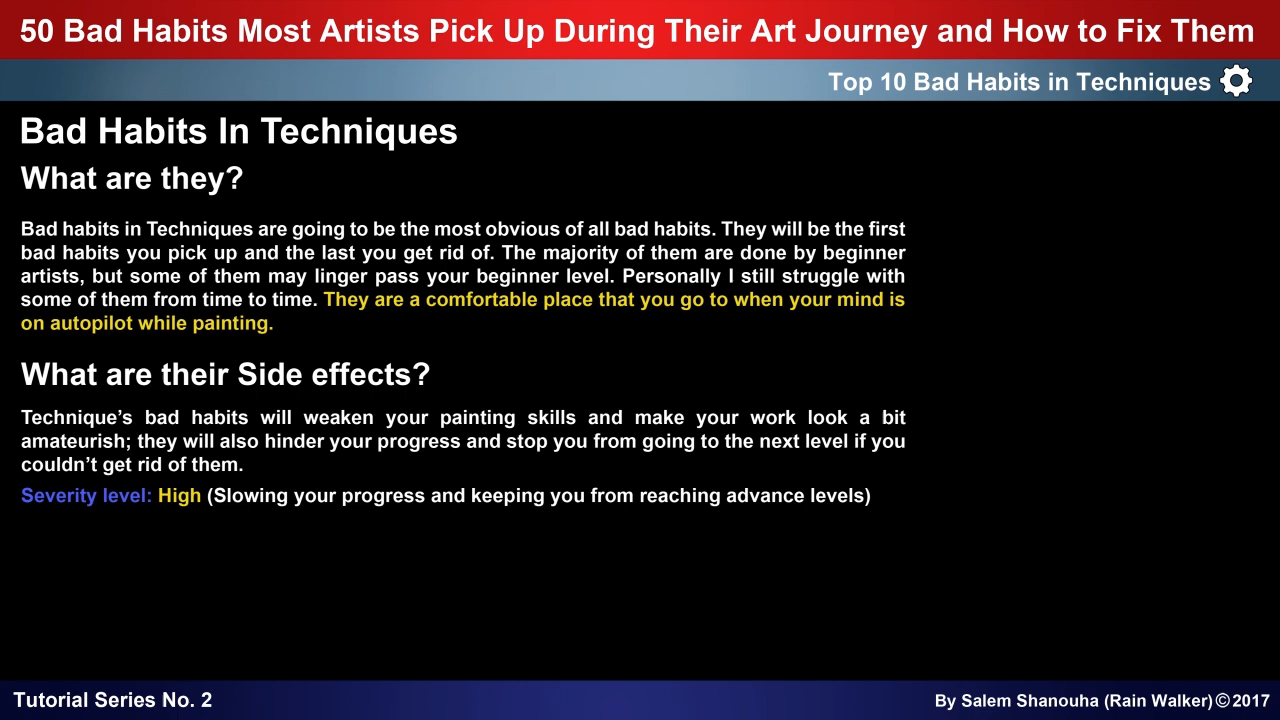 50 Bad Habits Most Artists Pick Up During Their Art Journey and How to Fix Them
Top 10 Bad Habits in Techniques
Bad Habits In Techniques
What are they?
Bad habits in Techniques are going to be the most obvious of all bad habits. They will be the first
bad habits you pick up and the last you get rid of. The majority of them are done by beginner
artists, but some of them may linger pass your beginner level. Personally I still struggle with
some of them from time to time. They are a comfortable place that you go to when your mind is
on autopilot while painting.
What are their Side effects?
Technique’s bad habits will weaken your painting skills and make your work look a bit
amateurish; they will also hinder your progress and stop you from going to the next level if you
couldn’t get rid of them.
Severity level: High (Slowing your progress and keeping you from reaching advance levels)
Tutorial Series No. 2
By Salem Shanouha (Rain Walker)©2017